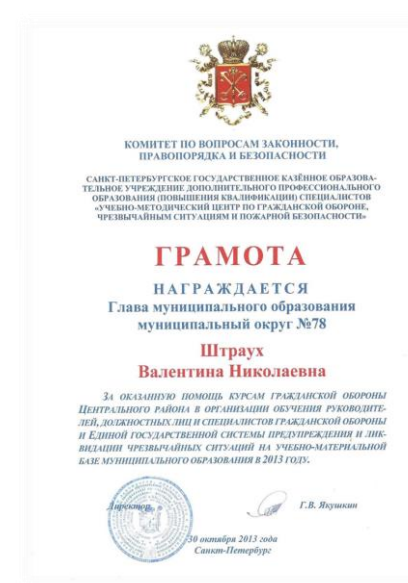 КОМИТЕТ ПО ВОПРОСАМ ЗАКОННОСТИ,
ПРАВОПОРЯДКА И БЕЗОПАСНОСТИ
САНКТ-ПЕТЕРБУРГСКОЕ ГОСУДАРСТВЕННОЕ КАЗЁННОЕ ОБРАЗОВА-
ТЕЛЬНОЕ УЧРЕЖДЕНИЕ ДОПОЛНИТЕЛЬНОГО ПРОФЕССИОНАЛЬНОГО
ОБРАЗОВАНИЯ (ПОВЫШЕНИЯ КВАЛИФИКАЦИИ) СПЕЦИАЛИСТОВ
«УЧЕБНО-МЕТОДИЧЕСКИЙ ЦЕНТР ПО ГРАЖДАНСКОЙ ОБОРОНЕ,
ЧРЕЗВЫЧАЙНЫМ СИТУАЦИЯМ И ПОЖАРНОЙ БЕЗОПАСНОСТИ»
ГРАМОТА
НАГРАЖДАЕТСЯ
Глава муниципального образования
муниципальный округ №78
Штраух
Валентина Николаевна
ЗА ОКАЗАННУЮ ПОМОЩЬ КУРСАМ ГРАЖДАНСКОЙ ОБОРОНЫ
ЦЕНТРАЛЬНОГО РАЙОНА В ОРГАНИЗАЦИИ ОБУЧЕНИЯ РУКОВОДИТЕ-
ЛЕЙ, ДОЛЖНОСТНЫХ ЛИЦ И СПЕЦИАЛИСТОВ ГРАЖДАНСКОЙ ОБОРОНЫ
И ЕДИНОЙ ГОСУДАРСТВЕННОЙ СИСТЕМЫ ПРЕДУПРЕЖДЕНИЯ И ЛИК-
ВИДАЦИИ ЧРЕЗВЫЧАЙНЫХ СИТУАЦИЙ НА УЧЕБНО-МАТЕРИАЛЬНОЙ
БАЗЕ МУНИЦИПАЛЬНОГО ОБРАЗОВАНИЯ В 2013 ГОДУ.
Директор Г.В. Якушкин
30 октября 2013 года
Санкт-Петербург